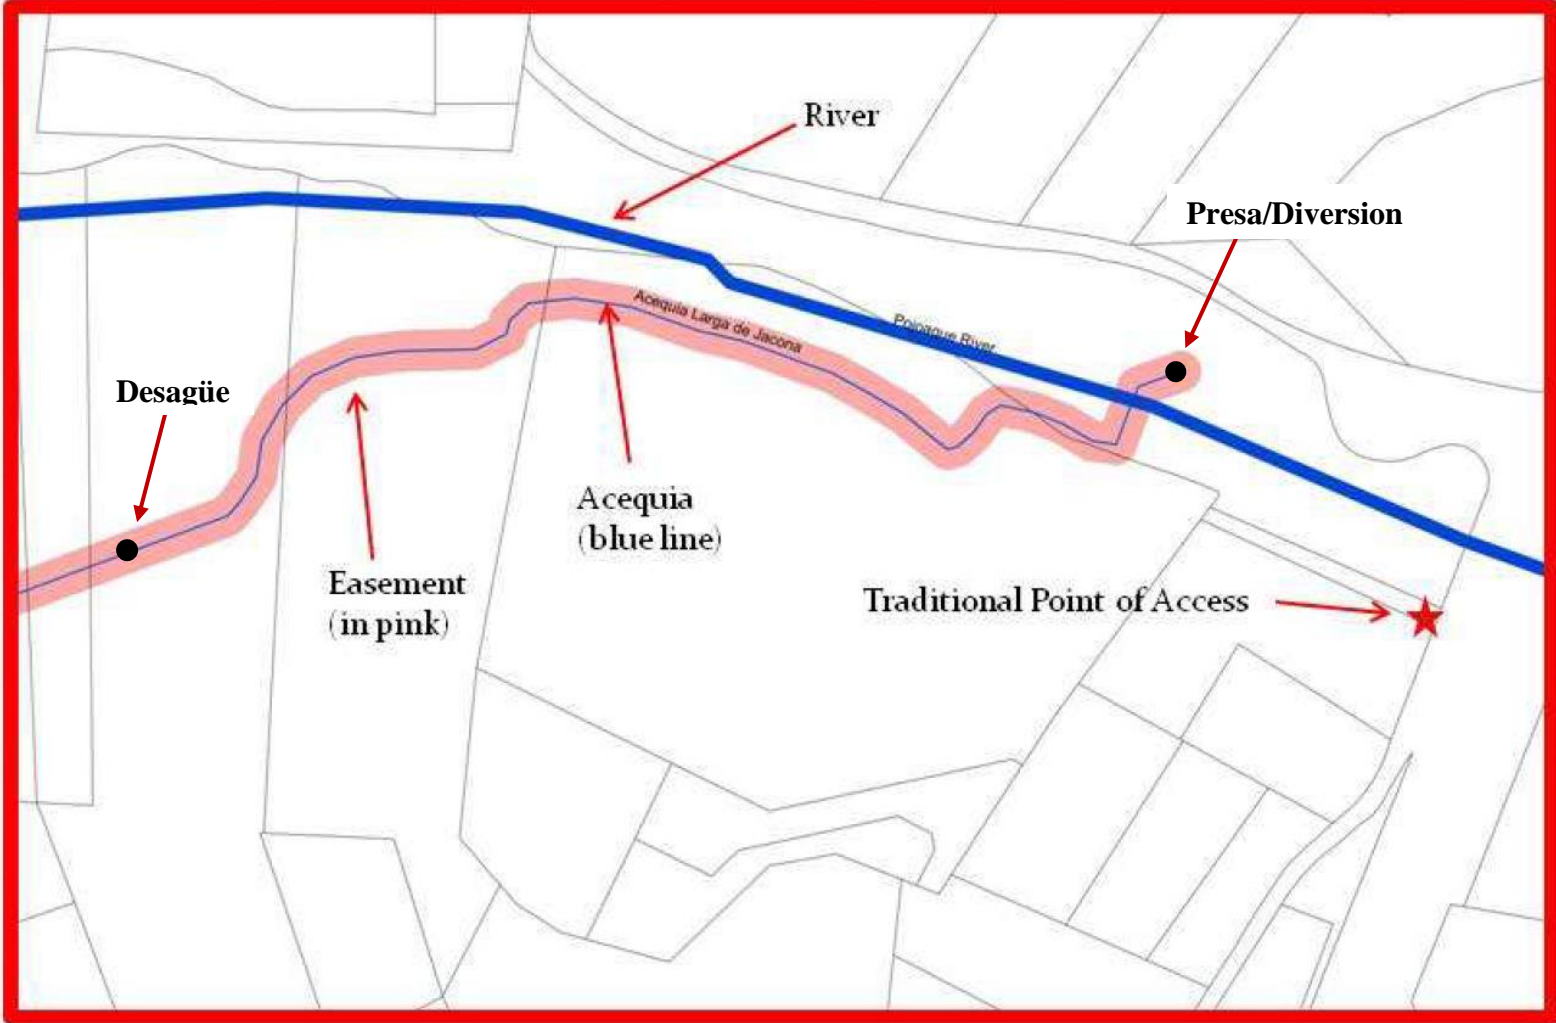 River
Presa/Diversion
Acequia Larga de Jacona
Pojoaque River
Desagüe
Acequia
(blue line)
Easement
(in pink)
Traditional Point of Access